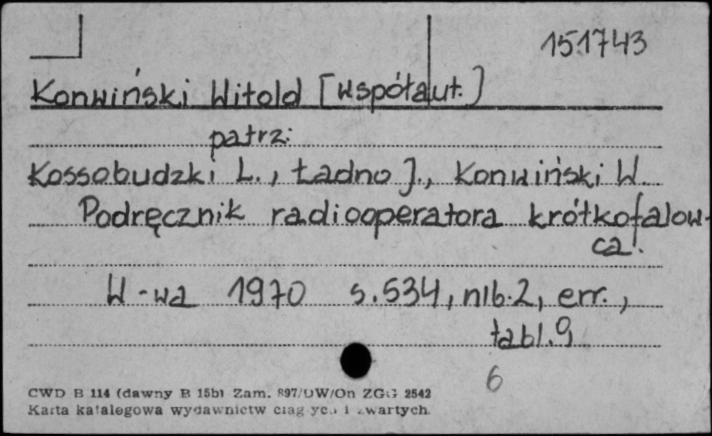 151743
Konwiński Witold [współaut.]
patrz:
Kossobudzki L., Ładno J., Konwiński W.
Podręcznik radiooperatora krótkofalow-
ca.
W-wa 1970 s.534, nlb.2, err.,
tabl.9
6
CWD B 114 (dawny B 15b) Zam. 897/UW/On ZGG 2542
Karta katalogowa wydawnictw ciągłych i zwartych.